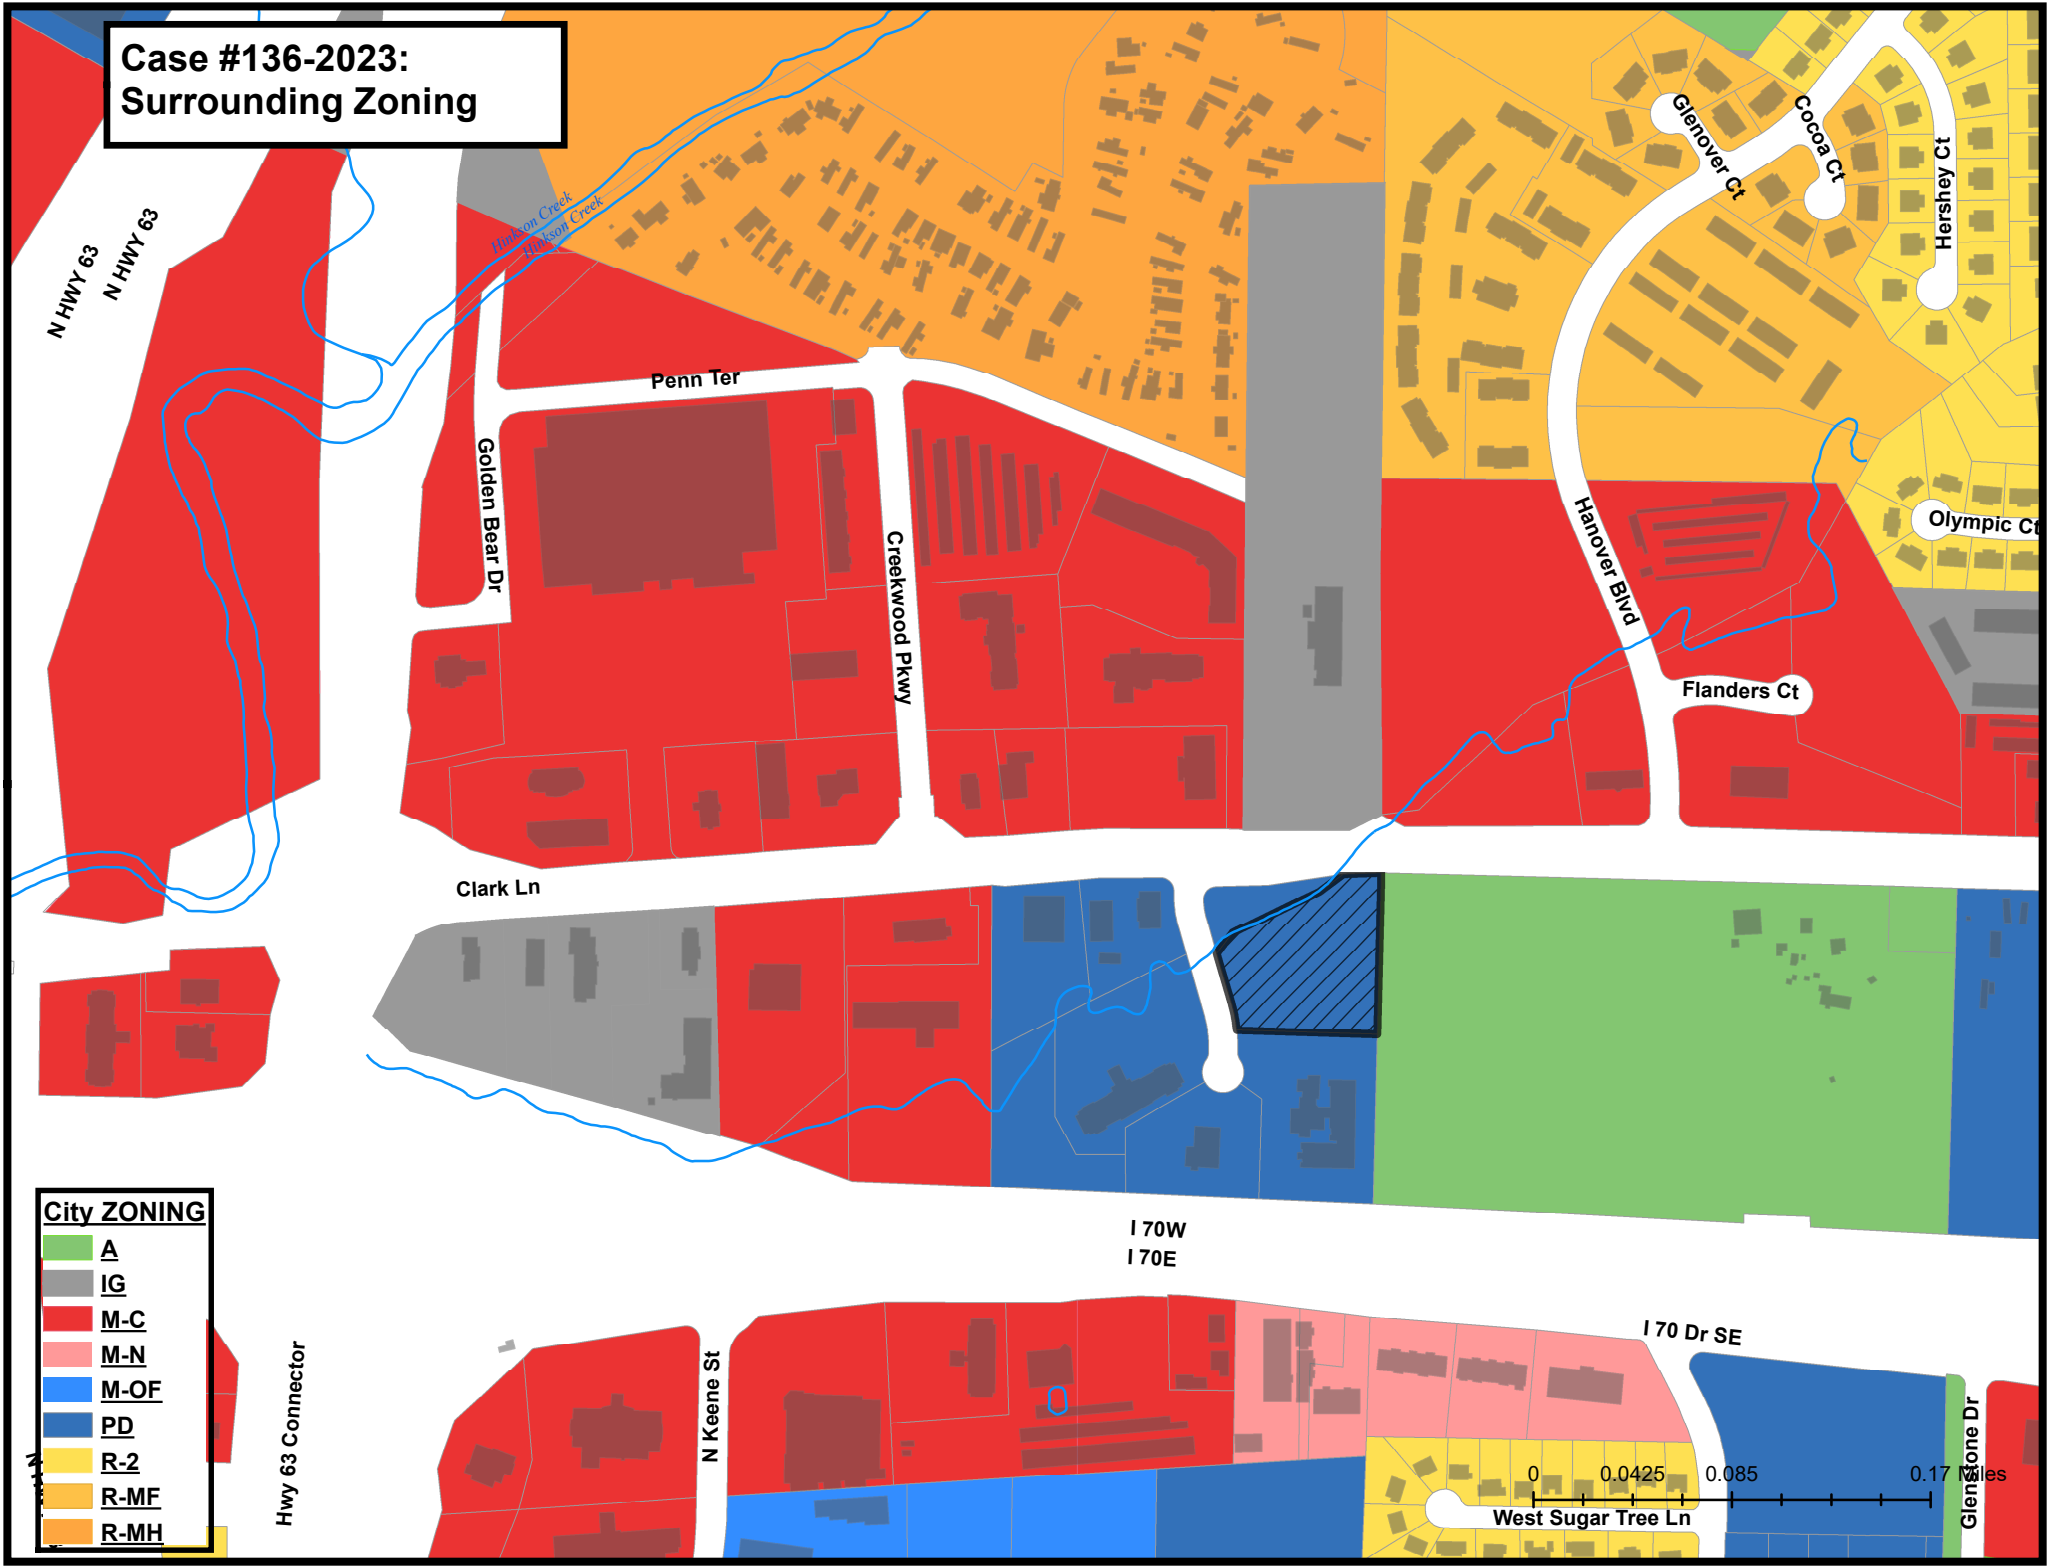 Case #136-2023:
Surrounding Zoning
Glenover Ct
Cocoa Ct
Hershey Ct
N HWY 63
N HWY 63
Hinkson Creek
Hinkson Creek
Penn Ter
Golden Bear Dr
Creekwood Pkwy
Hanover Blvd
Olympic Ct
Flanders Ct
Clark Ln
I 70W
I 70E
City ZONING
A
IG
M-C
M-N
M-OF
PD
R-2
R-MF
R-MH
Hwy 63 Connector
N Keene St
I 70 Dr SE
Glenstone Dr
0 0.0425 0.085 0.17 Miles
West Sugar Tree Ln